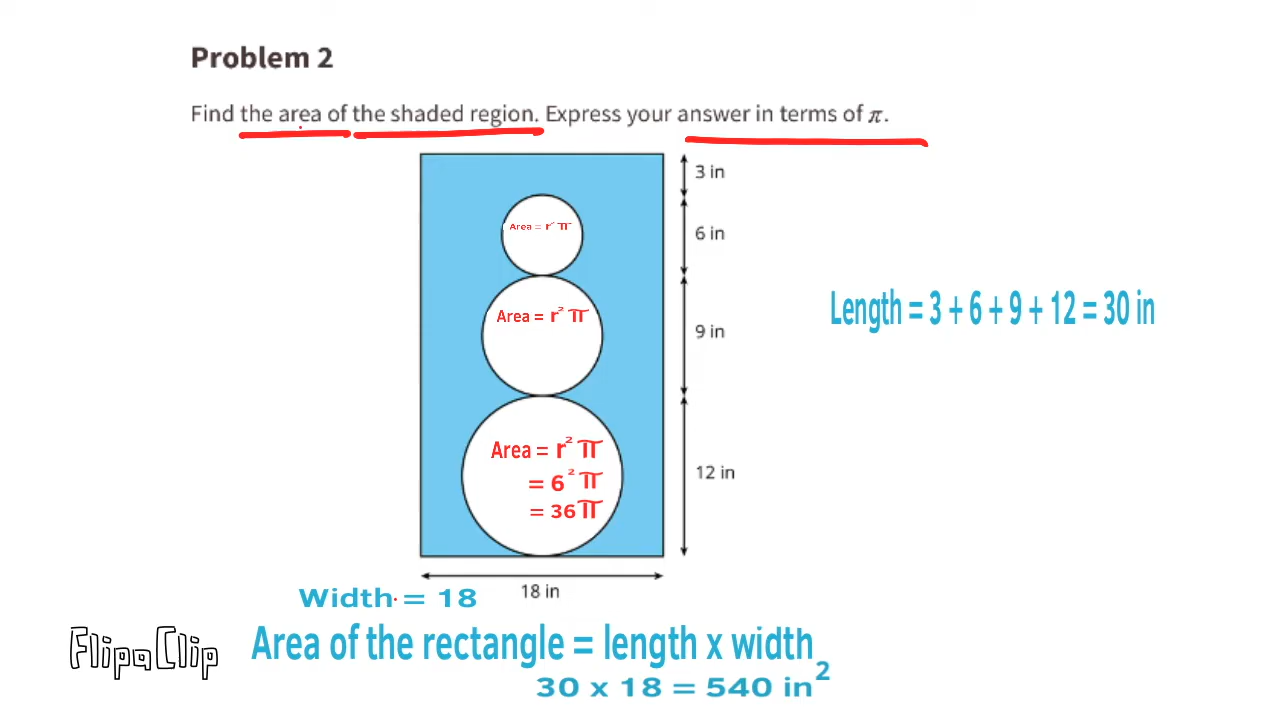 Problem 2
Find the area of the shaded region. Express your answer in terms of π.
3 in
Area = r² π
6 in
Length = 3 + 6 + 9 + 12 = 30 in
Area = r² π
9 in
Area = r² π
= 6² π
= 36 π
12 in
18 in
Width = 18
Area of the rectangle = length x width
30 x 18 = 540 in²
FlipaClip